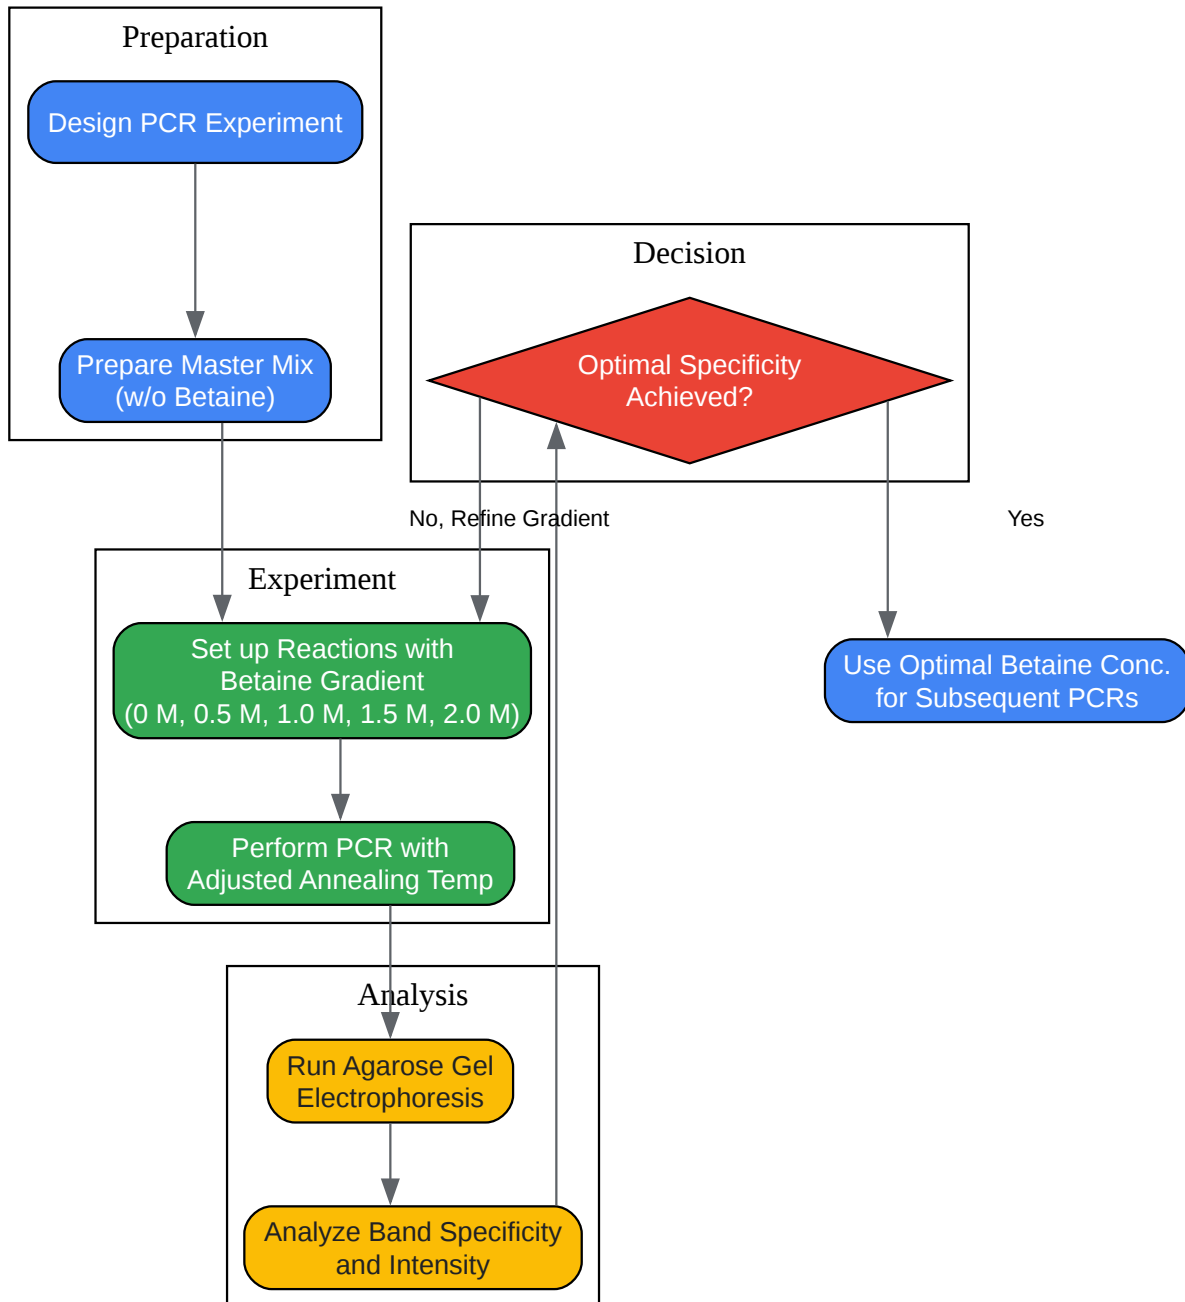 Preparation
Design PCR Experiment
Prepare Master Mix
(w/o Betaine)
Decision
Optimal Specificity
Achieved?
No, Refine Gradient
Yes
Experiment
Set up Reactions with
Betaine Gradient
(0 M, 0.5 M, 1.0 M, 1.5 M, 2.0 M)
Use Optimal Betaine Conc.
for Subsequent PCRs
Perform PCR with
Adjusted Annealing Temp
Analysis
Run Agarose Gel
Electrophoresis
Analyze Band Specificity
and Intensity